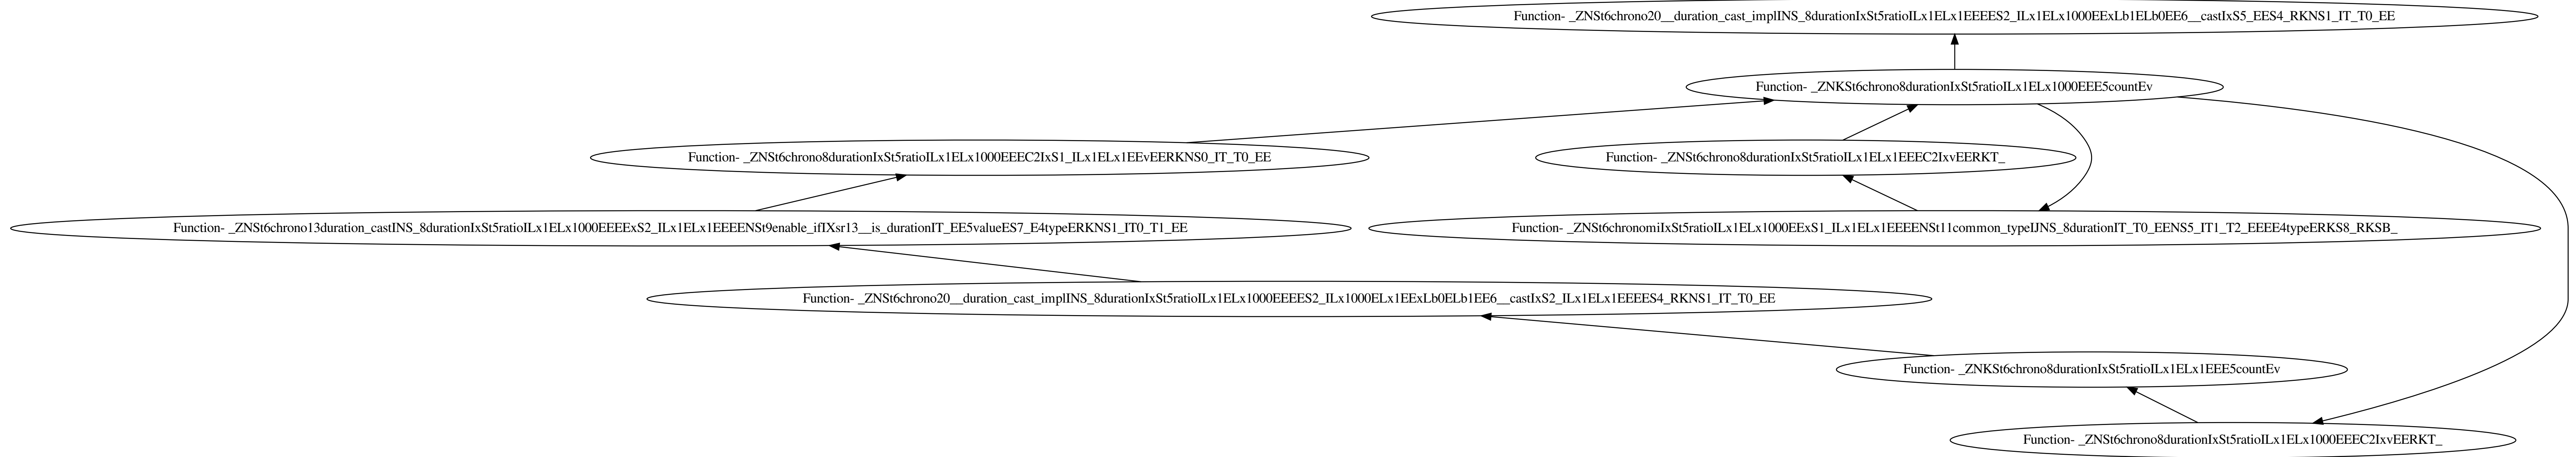 Function- _ZNSt6chrono20__duration_cast_implINS_8durationIxSt5ratioILx1ELx1EEEES2_ILx1ELx1000EExLb1ELb0EE6__castIxS5_EES4_RKNS1_IT_T0_EE
Function- _ZNKSt6chrono8durationIxSt5ratioILx1ELx1000EEE5countEv
Function- _ZNSt6chrono8durationIxSt5ratioILx1ELx1000EEEC2IxS1_ILx1ELx1EEvEERKNS0_IT_T0_EE
Function- _ZNSt6chrono8durationIxSt5ratioILx1ELx1EEEC2IxvEERKT_
Function- _ZNSt6chrono13duration_castINS_8durationIxSt5ratioILx1ELx1000EEEExS2_ILx1ELx1EEEENSt9enable_ifIXsr13__is_durationIT_EE5valueES7_E4typeERKNS1_IT0_T1_EE
Function- _ZNSt6chronomiIxSt5ratioILx1ELx1000EExS1_ILx1ELx1EEEENSt11common_typeIJNS_8durationIT_T0_EENS5_IT1_T2_EEEE4typeERKS8_RKSB_
Function- _ZNSt6chrono20__duration_cast_implINS_8durationIxSt5ratioILx1ELx1000EEEES2_ILx1000ELx1EExLb0ELb1EE6__castIxS2_ILx1ELx1EEEES4_RKNS1_IT_T0_EE
Function- _ZNKSt6chrono8durationIxSt5ratioILx1ELx1EEE5countEv
Function- _ZNSt6chrono8durationIxSt5ratioILx1ELx1000EEEC2IxvEERKT_